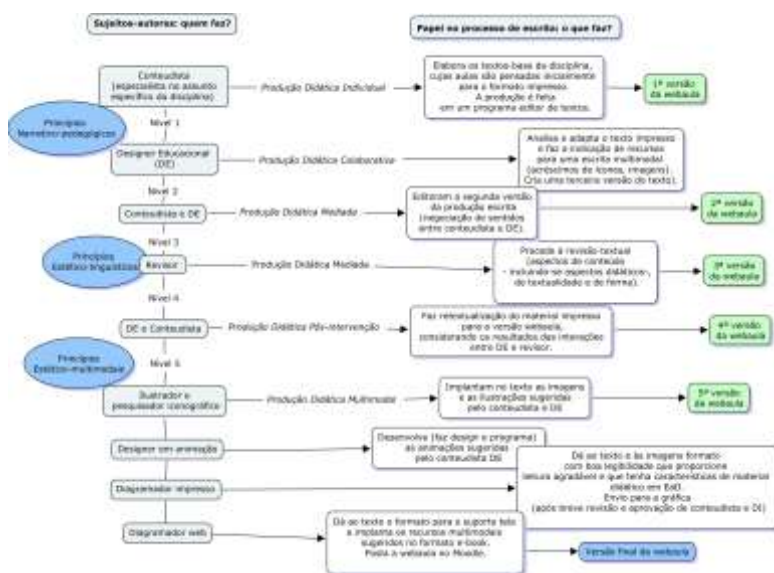 Sujeitos-autores: quem faz?
Papel no processo de escrita: o que faz?
Conteudista
(especialista no assunto
específico da disciplina)
Produção Didática Individual
Elabora os textos-base da disciplina,
cujas aulas são pensadas inicialmente
para o formato impresso.
A produção é feita
em um programa editor de textos.
1ª versão
da webaula
Nível 1
Princípios
Narrativo-pedagógicos
Designer Educacional
(DE)
Produção Didática Colaborativa
Analisa e adapta o texto impresso
e faz a indicação de recursos
para uma escrita multimodal
(acréscimos de ícones, imagens).
Cria uma terceira versão do texto).
Nível 2
Conteudista e DE
Produção Didática Mediada
Editoram a segunda versão
da produção escrita
(negociação de sentidos
entre conteudista e DE).
2ª versão
da webaula
Nível 3
Princípios
Estético-linguísticos
Revisor
Produção Didática Mediada
Procede à revisão textual
(aspectos de conteúdo
- incluindo-se aspectos didáticos-,
de textualidade e de forma).
3ª versão
da webaula
Nível 4
DE e Conteudista
Produção Didática Pós-intervenção
Faz retextualização do material impresso
para a versão webaula,
considerando os resultados das interações
entre DE e revisor.
4ª versão
da webaula
Nível 5
Princípios
Estético-multimodais
Ilustrador e
pesquisador iconográfico
Produção Didática Multimodal
Implantam no texto as imagens
e as ilustrações sugeridas
pelo conteudista e DE
5ª versão
da webaula
Designer em animação
Desenvolve (faz design e programa)
as animações sugeridas
pelo conteudista DE
Diagramador impresso
Dá ao texto e às imagens formato
com boa legibilidade que proporcione
leitura agradável e que tenha características de material
didático em EaD.
Envio para a gráfica
(após breve revisão e aprovação de conteudista e DI)
Diagramador web
Dá ao texto o formato para o suporte tela
e implanta os recursos multimodais
sugeridos no formato e-book.
Posta a webaula no Moodle.
Versão final da webaula